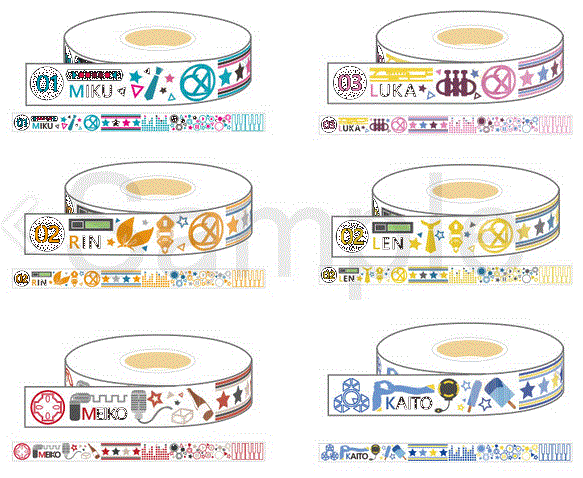 01 MIKU
01 MIKU
03 LUKA
03 LUKA
02 RIN
02 RIN
02 LEN
02 LEN
MEIKO
MEIKO
KAITO
KAITO
Sample